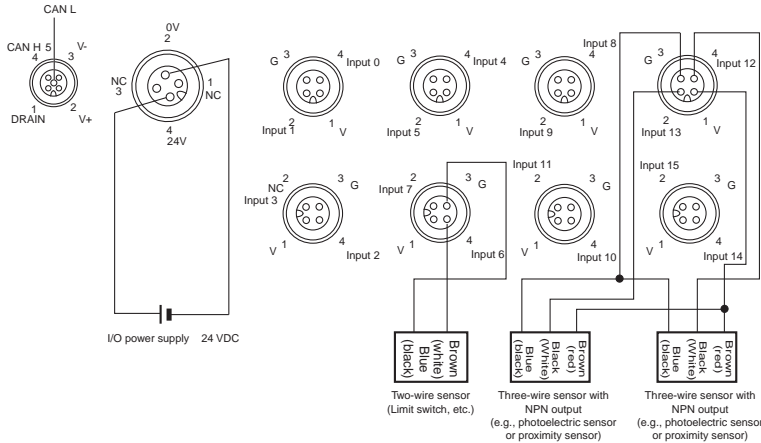 CAN L
CAN H 5 V-
4 3
1 2
DRAIN V+
0V
2
NC 1
3 NC
4
24V
I/O power supply 24 VDC
G 3 4 Input 0
2 1 V
Input 1
G 3 4 Input 4
2 1 V
Input 5
G 3 4
2 1 V
Input 9
Input 8
G 3 4 Input 12
2 1 V
Input 13
NC 2 3 G
Input 3
V 1 4
Input 2
2 3 G
Input 7
V 1 4
Input 6
Input 11
2 3 G
V 1 4
Input 10
Input 15
2 3 G
V 1 4
Input 14
Brown
(white)
Blue
(black)
Brown
(red)
Black
(White)
Blue
(black)
Brown
(red)
Black
(White)
Blue
(black)
Two-wire sensor
(Limit switch, etc.)
Three-wire sensor with
NPN output
(e.g., photoelectric sensor
or proximity sensor)
Three-wire sensor with
NPN output
(e.g., photoelectric sensor
or proximity sensor)